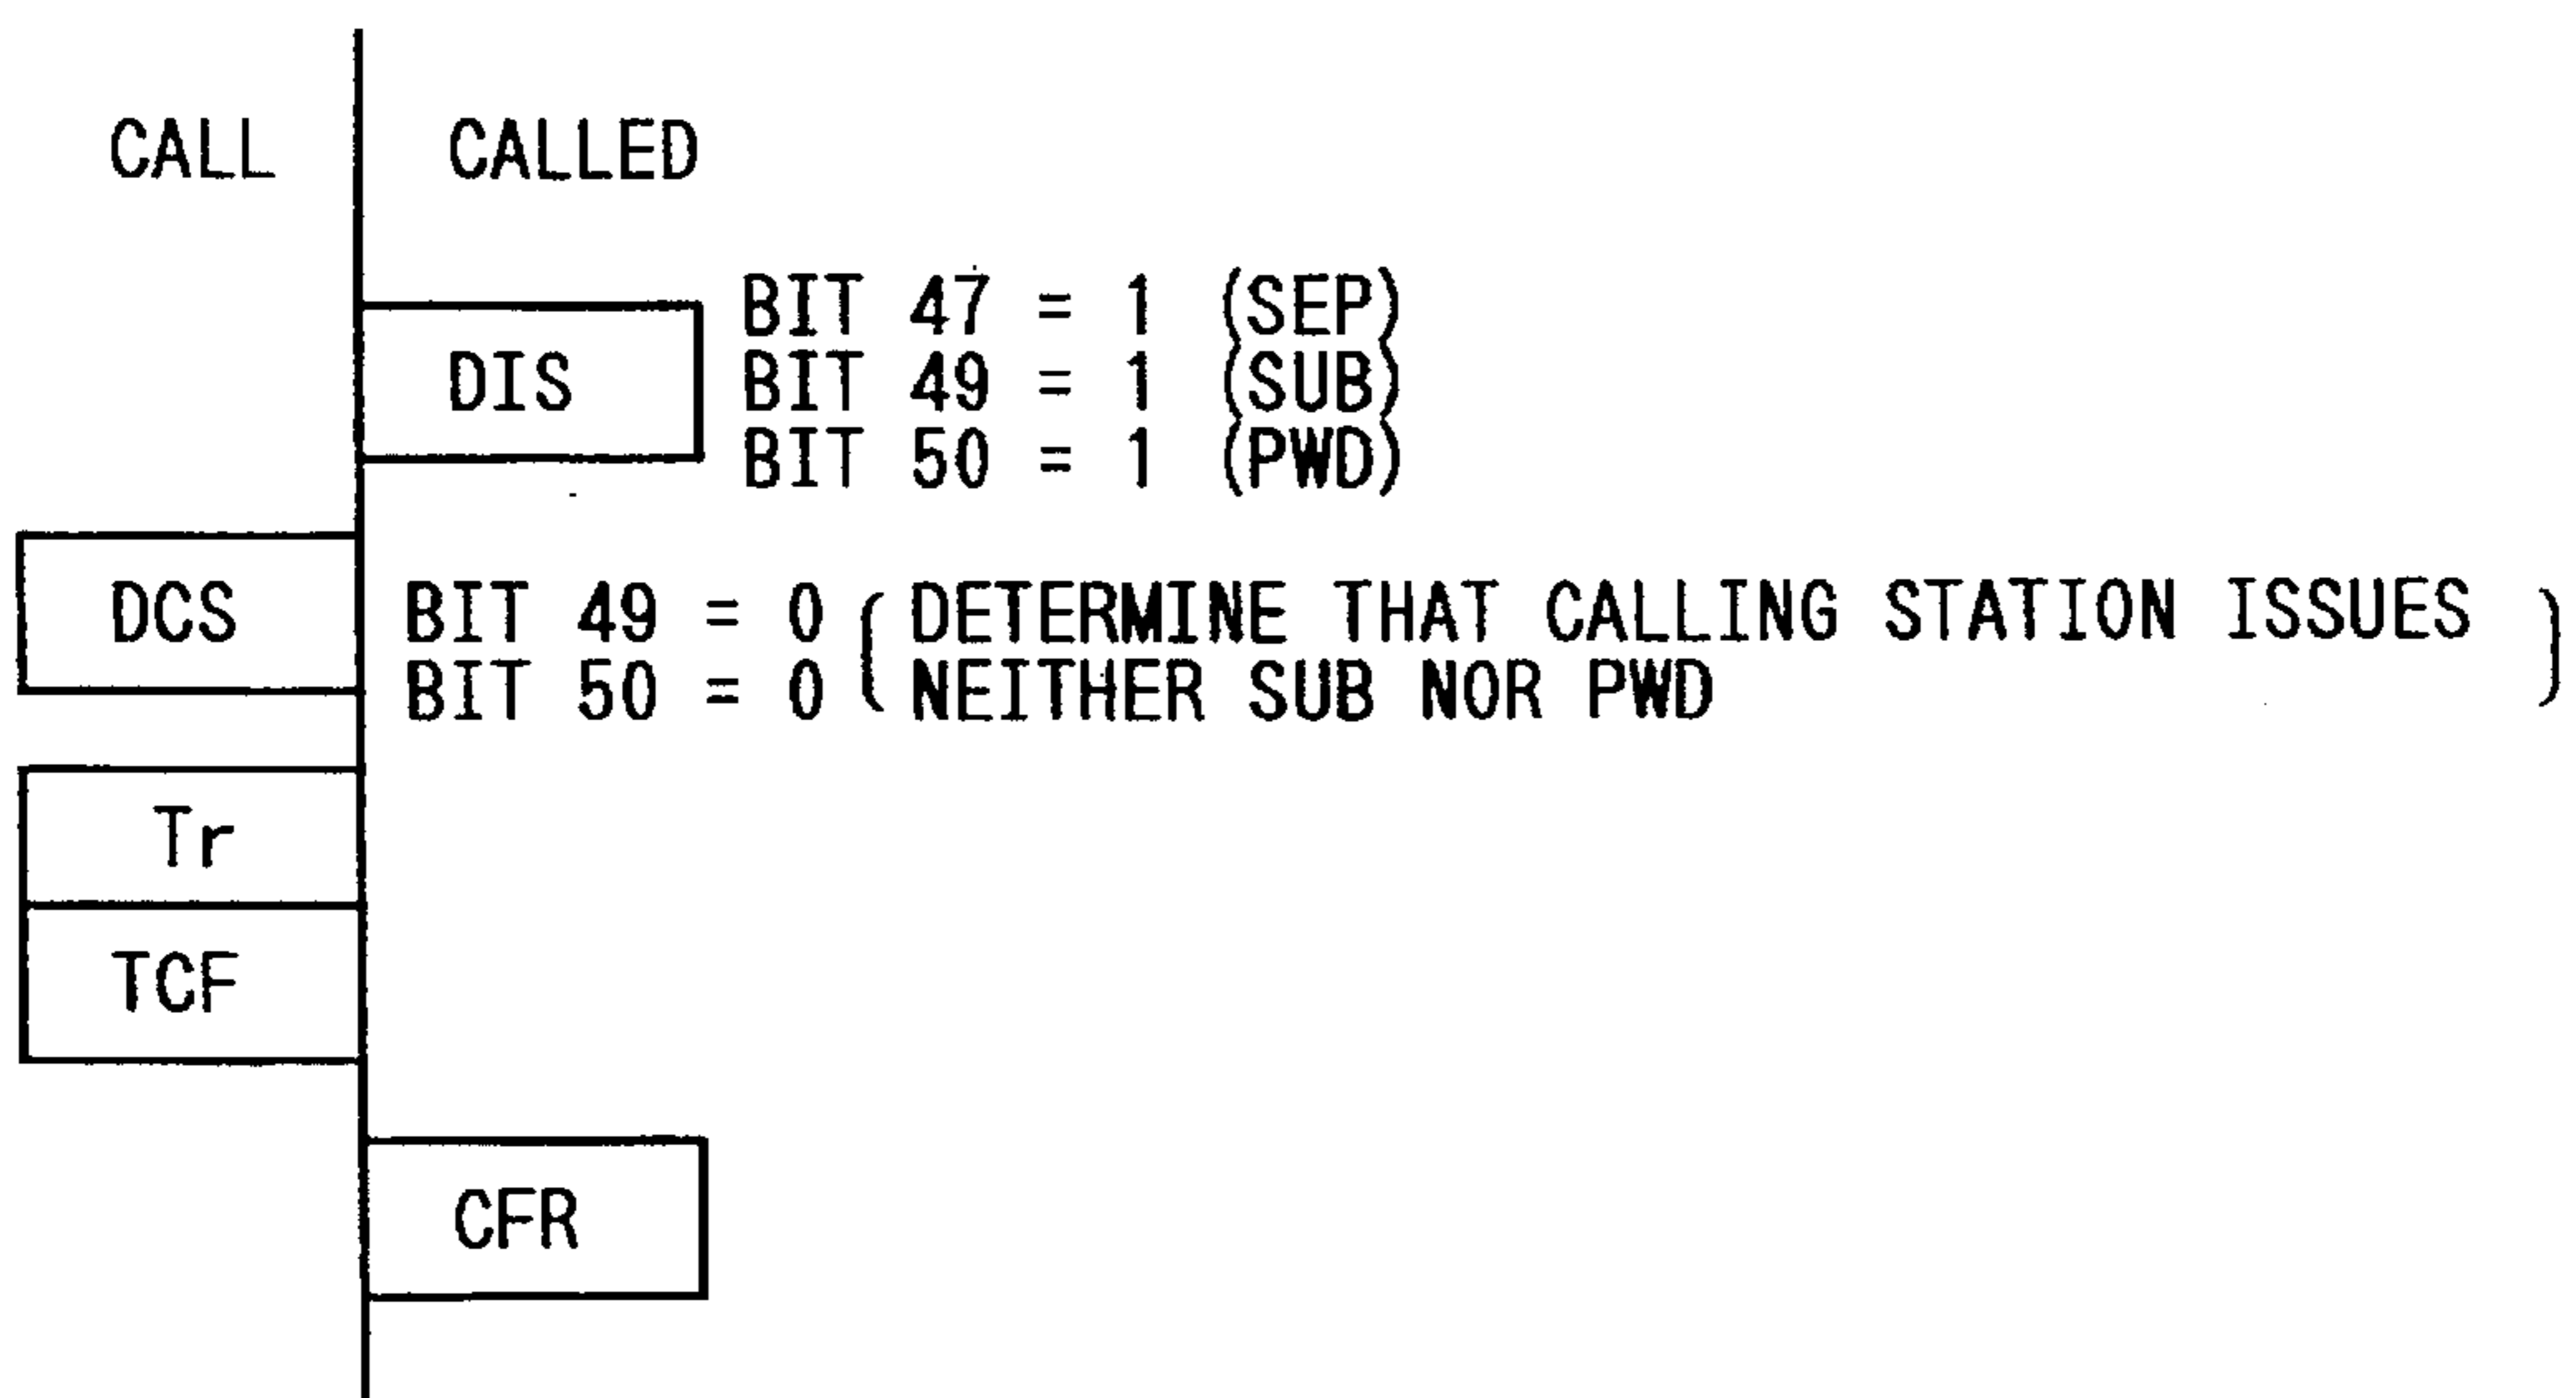 CALL CALLED
BIT 47 = 1 (SEP)
DIS BIT 49 = 1 (SUB)
BIT 50 = 1 (PWD)
DCS BIT 49 = 0 ( DETERMINE THAT CALLING STATION ISSUES )
BIT 50 = 0 NEITHER SUB NOR PWD
Tr
TCF
CFR